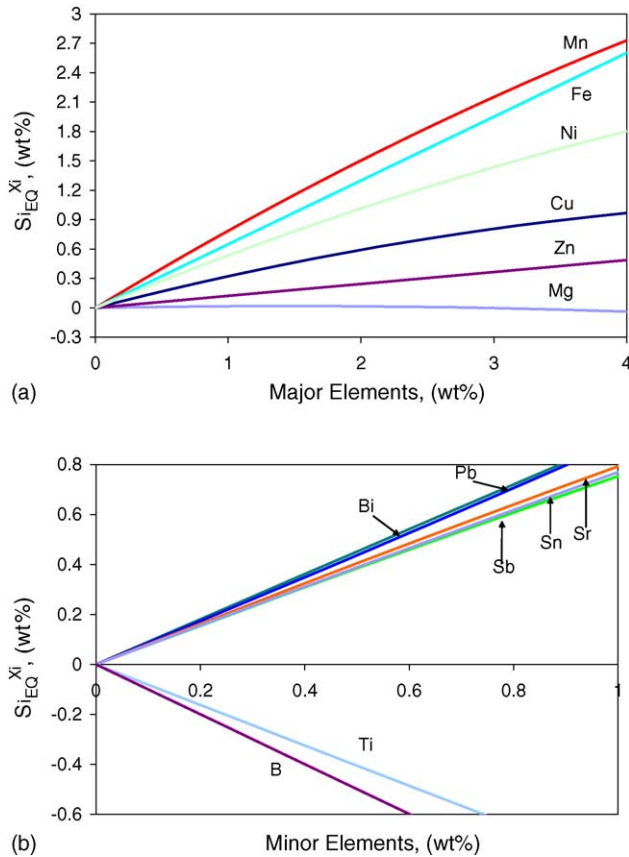 3
2.7
2.4
2.1
1.8
1.5
1.2
0.9
0.6
0.3
0
-0.3
Si_EQ^Xi, (wt%)
Mn
Fe
Ni
Cu
Zn
Mg
0 1 2 3 4
(a) Major Elements, (wt%)
0.8
0.6
0.4
0.2
0
-0.2
-0.4
-0.6
Si_EQ^Xi, (wt%)
Pb
Bi
Sr
Sn
Sb
0 0.2 0.4 0.6 0.8 1
Ti
B
(b) Minor Elements, (wt%)